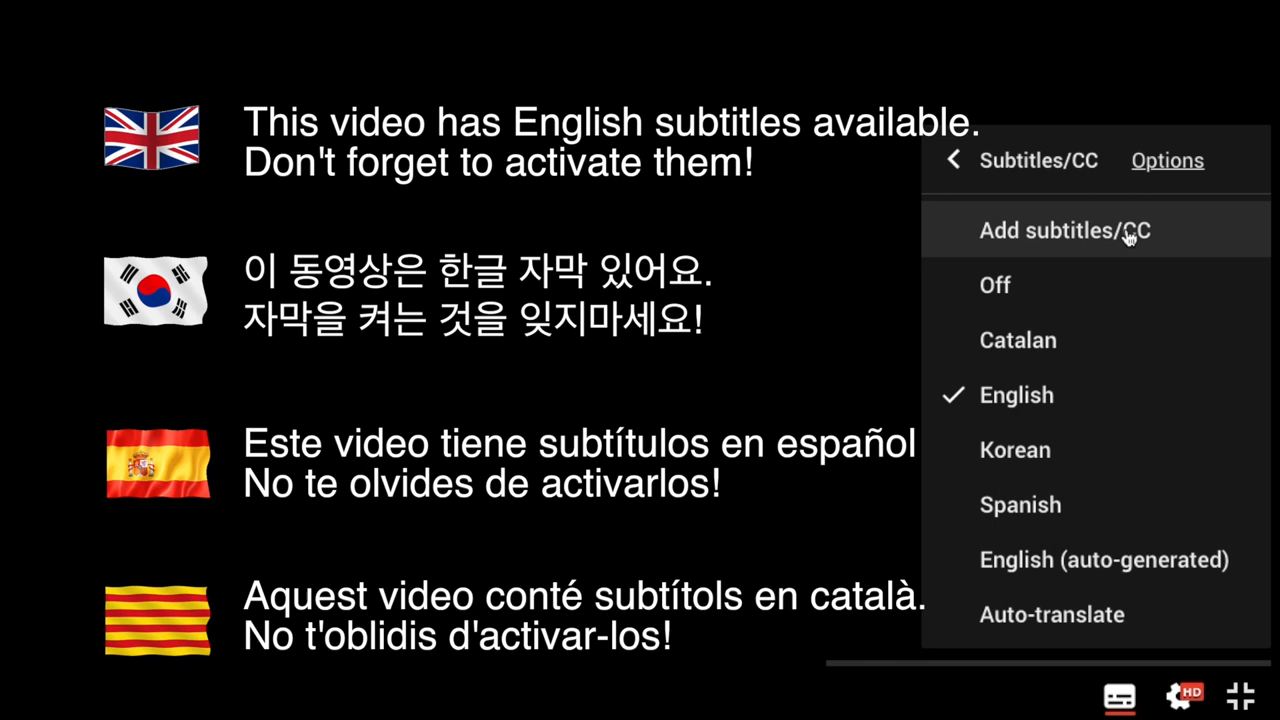 This video has English subtitles available.
Don't forget to activate them!
이 동영상은 한글 자막 있어요.
자막을 켜는 것을 잊지마세요!
Este video tiene subtítulos en español
No te olvides de activarlos!
Aquest video conté subtítols en català.
No t'oblidis d'activar-los!
Subtitles/CC Options
Add subtitles/CC
Off
Catalan
English
Korean
Spanish
English (auto-generated)
Auto-translate
HD